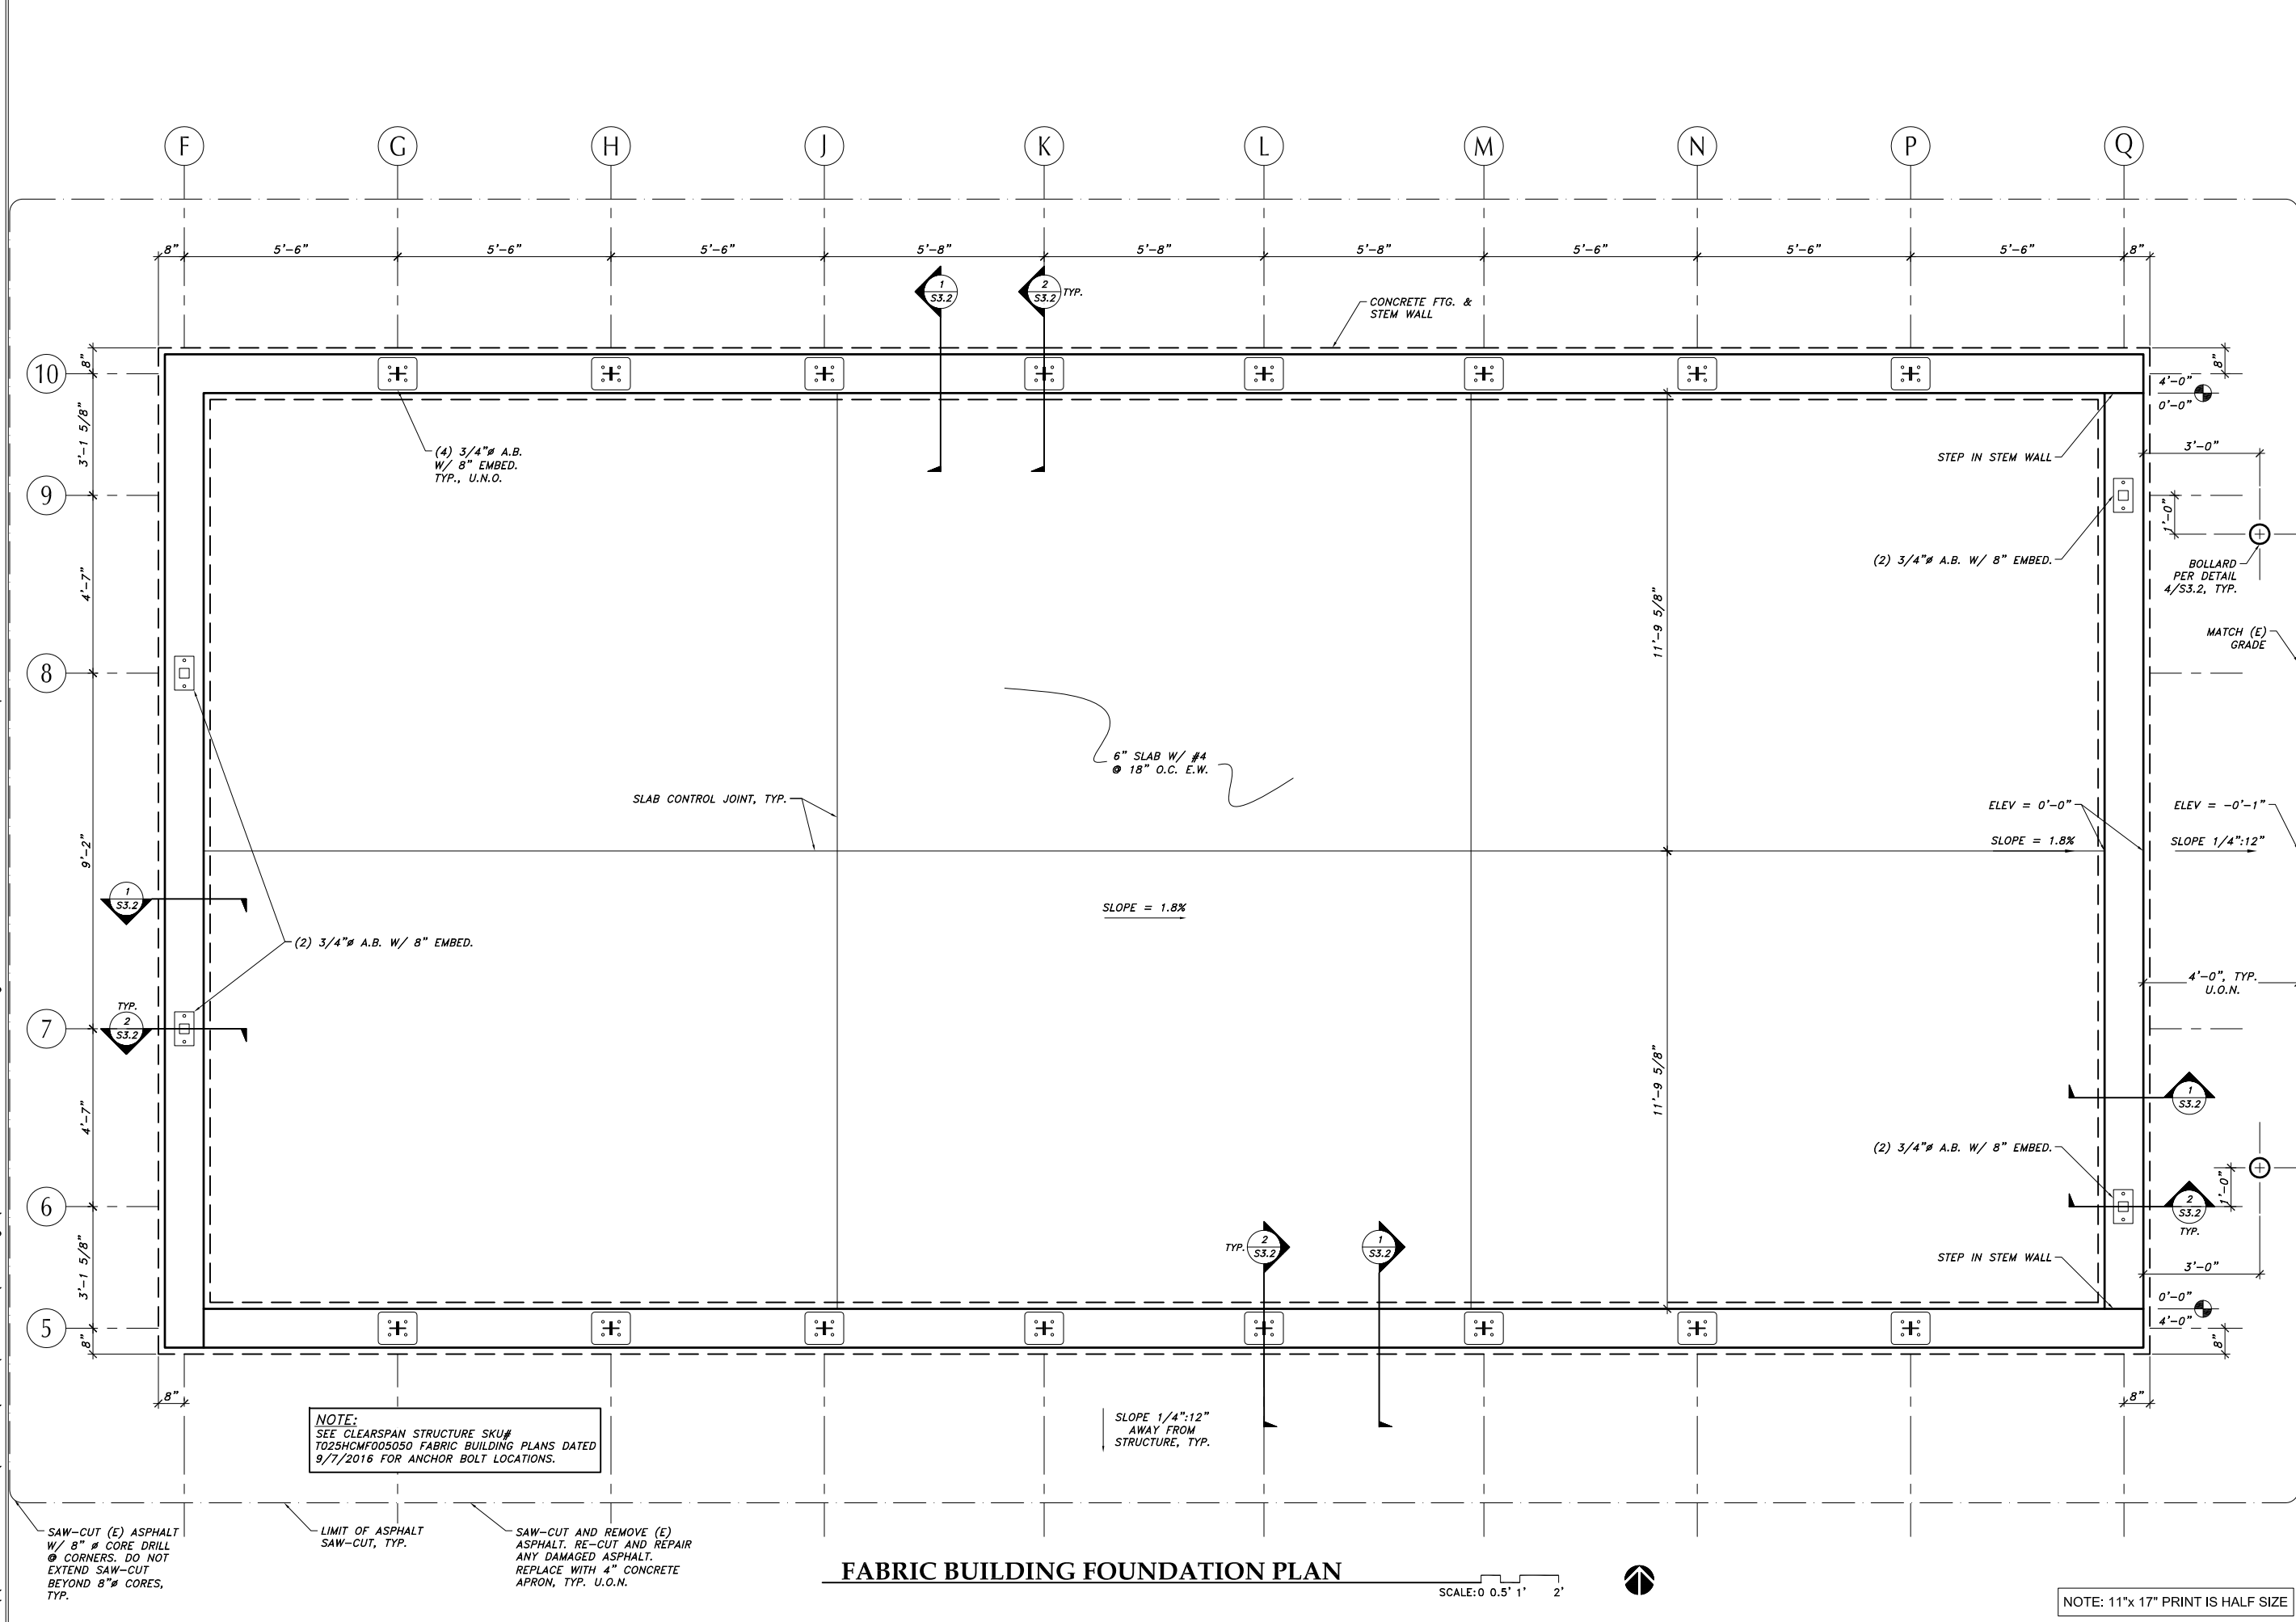 F G H J K L M N P Q
8" 5'-6" 5'-6" 5'-6" 5'-8" 5'-8" 5'-8" 5'-6" 5'-6" 5'-6" 8"
1
S3.2
2
S3.2
TYP.
CONCRETE FTG. &
STEM WALL
10
9
8
7
6
5
8"
3'-1 5/8"
4'-7"
9'-2"
4'-7"
3'-1 5/8"
8"
(4) 3/4"ø A.B.
W/ 8" EMBED.
TYP., U.N.O.
8"
4'-0"
0'-0"
STEP IN STEM WALL
3'-0"
1'-0"
(2) 3/4"ø A.B. W/ 8" EMBED.
BOLLARD
PER DETAIL
4/S3.2, TYP.
MATCH (E)
GRADE
11'-9 5/8"
6" SLAB W/ #4
@ 18" O.C. E.W.
SLAB CONTROL JOINT, TYP.
ELEV = 0'-0"
ELEV = -0'-1"
SLOPE = 1.8%
SLOPE 1/4":12"
SLOPE = 1.8%
1
S3.2
(2) 3/4"ø A.B. W/ 8" EMBED.
TYP.
2
S3.2
4'-0", TYP.
U.O.N.
11'-9 5/8"
1
S3.2
(2) 3/4"ø A.B. W/ 8" EMBED.
1'-0"
2
S3.2
TYP.
TYP.
2
S3.2
1
S3.2
STEP IN STEM WALL
3'-0"
0'-0"
4'-0"
8"
8"
8"
NOTE:
SEE CLEARSPAN STRUCTURE SKU#
T025HCMF005050 FABRIC BUILDING PLANS DATED
9/7/2016 FOR ANCHOR BOLT LOCATIONS.
SLOPE 1/4":12"
AWAY FROM
STRUCTURE, TYP.
SAW-CUT (E) ASPHALT
W/ 8" ø CORE DRILL
@ CORNERS. DO NOT
EXTEND SAW-CUT
BEYOND 8"ø CORES,
TYP.
LIMIT OF ASPHALT
SAW-CUT, TYP.
SAW-CUT AND REMOVE (E)
ASPHALT. RE-CUT AND REPAIR
ANY DAMAGED ASPHALT.
REPLACE WITH 4" CONCRETE
APRON, TYP. U.O.N.
FABRIC BUILDING FOUNDATION PLAN
SCALE:0 0.5' 1' 2'
NOTE: 11"x 17" PRINT IS HALF SIZE